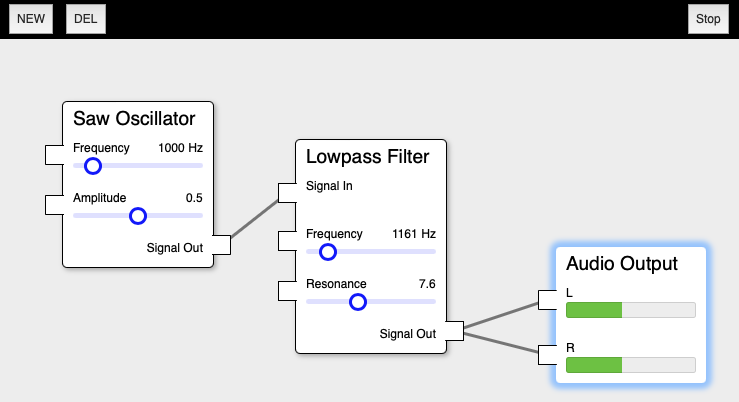 NEW
DEL
Stop
Saw Oscillator
Frequency 1000 Hz
Amplitude 0.5
Signal Out
Lowpass Filter
Signal In
Frequency 1161 Hz
Resonance 7.6
Signal Out
Audio Output
L
R